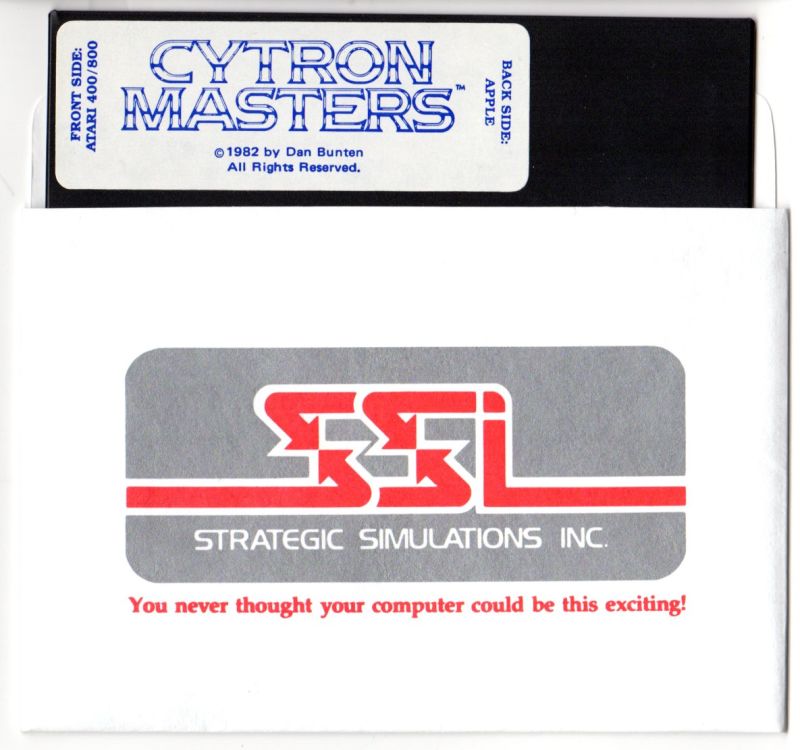 FRONT SIDE:
ATARI 400/800
CYTRON
MASTERS™
©1982 by Dan Bunten
All Rights Reserved.
BACK SIDE:
APPLE
SSI
STRATEGIC SIMULATIONS INC.
You never thought your computer could be this exciting!